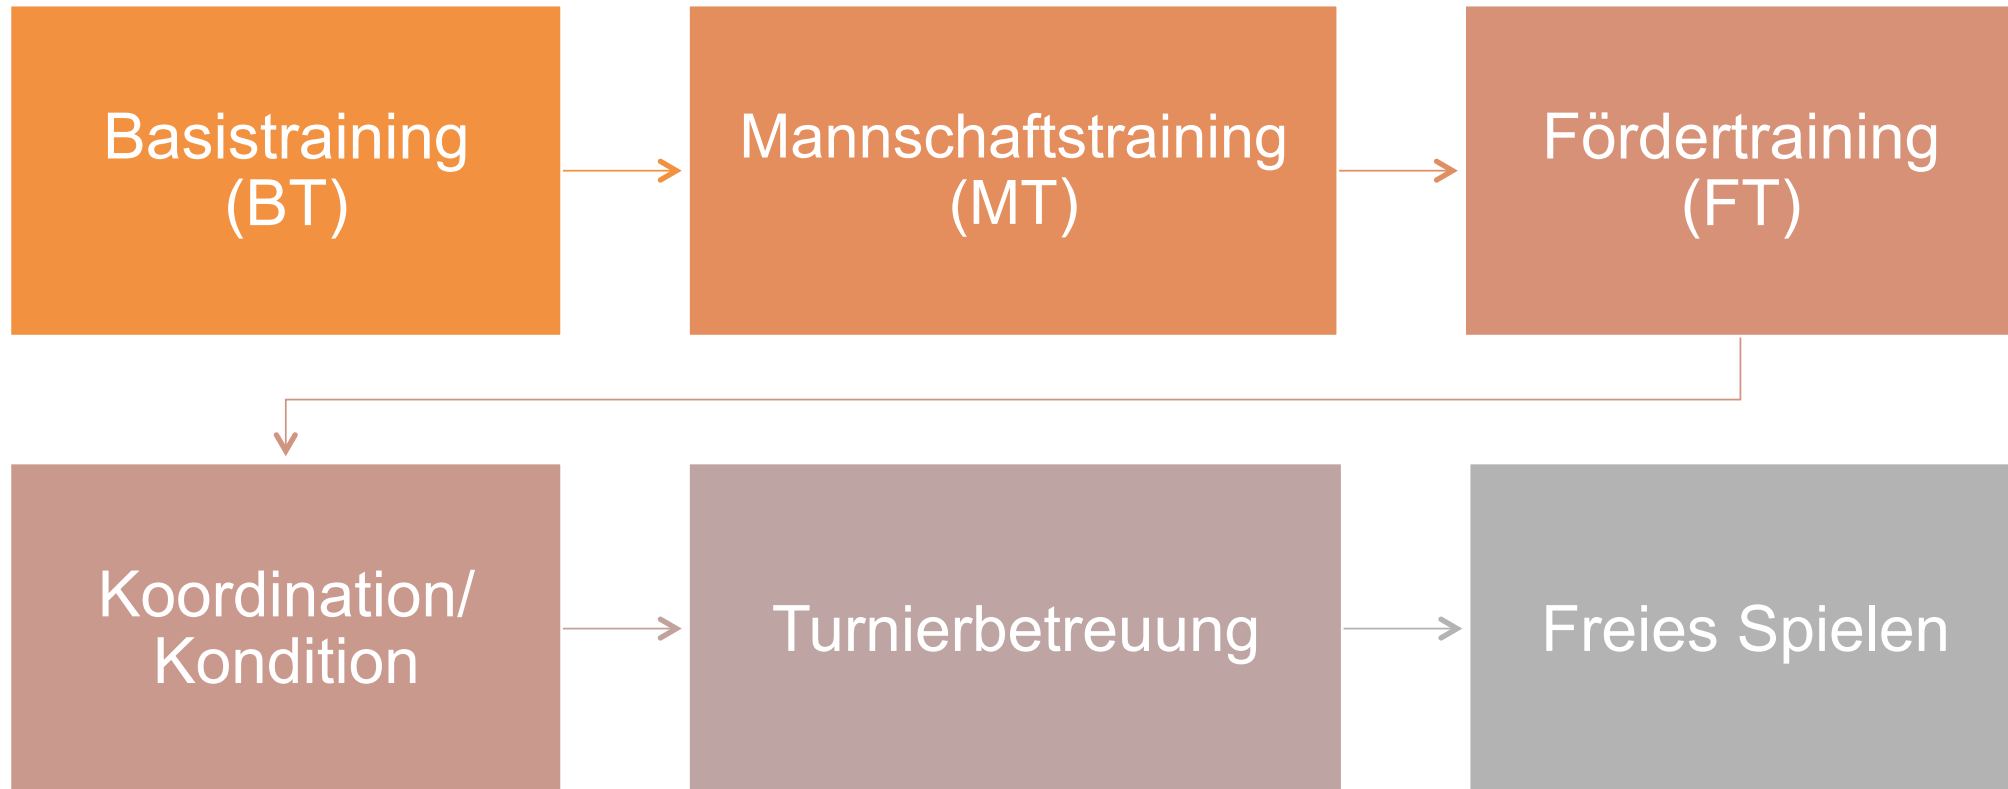 Basistraining
(BT)
Mannschaftstraining
(MT)
Fördertraining
(FT)
Koordination/
Kondition
Turnierbetreuung
Freies Spielen